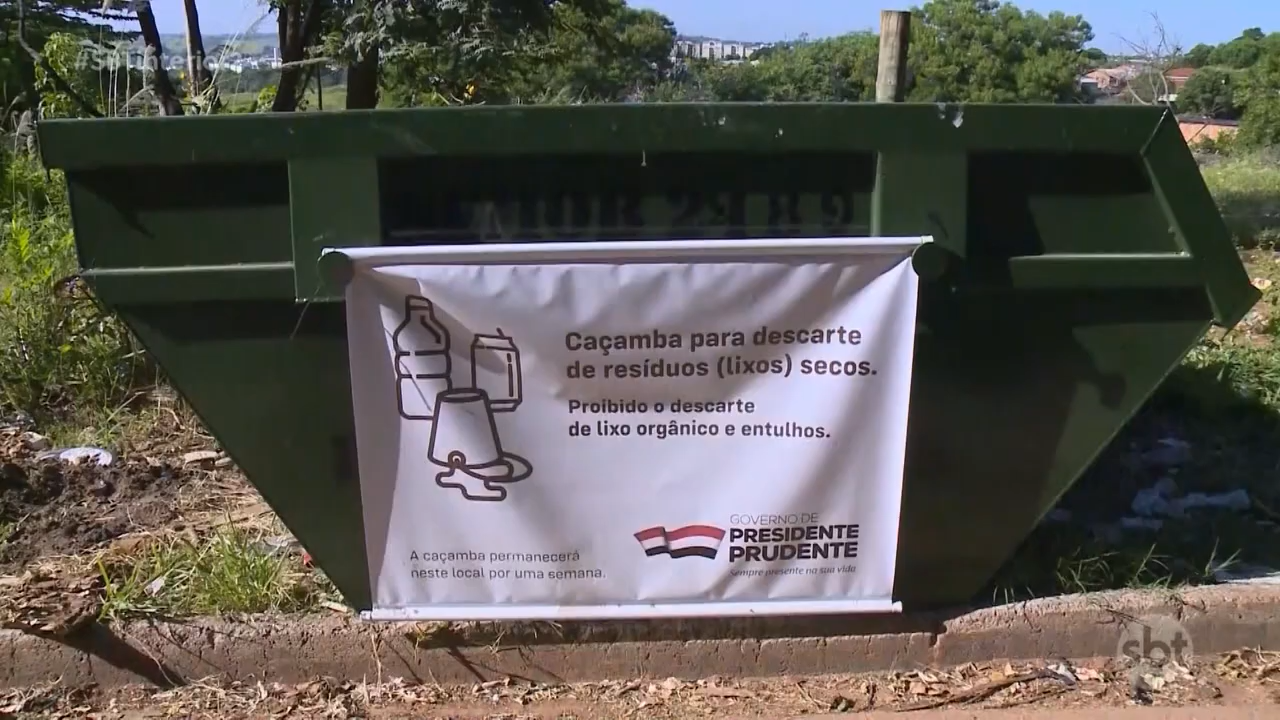 #SBTinterior
Caçamba para descarte
de resíduos (lixos) secos.
Proibido o descarte
de lixo orgânico e entulhos.
GOVERNO DE
PRESIDENTE
PRUDENTE
Sempre presente na sua vida
A caçamba permanecerá
neste local por uma semana.
sbt